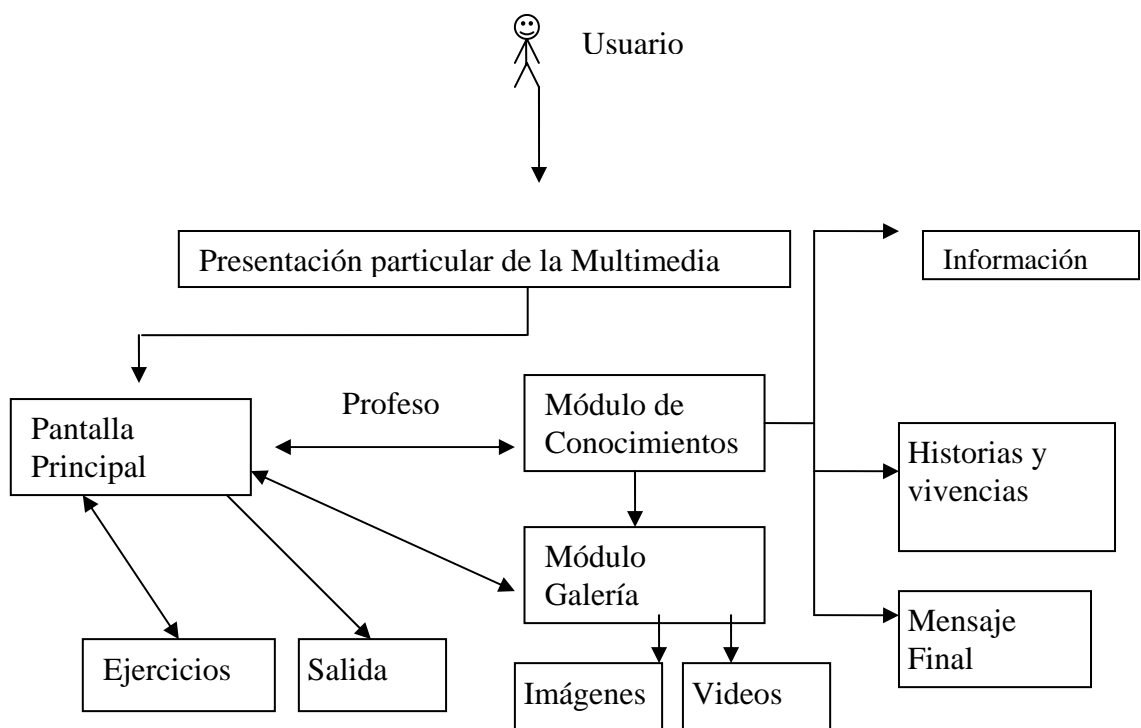 Usuario
Presentación particular de la Multimedia
Información
Profeso
Pantalla
Principal
Módulo de
Conocimientos
Historias y
vivencias
Módulo
Galería
Mensaje
Final
Ejercicios
Salida
Imágenes
Videos